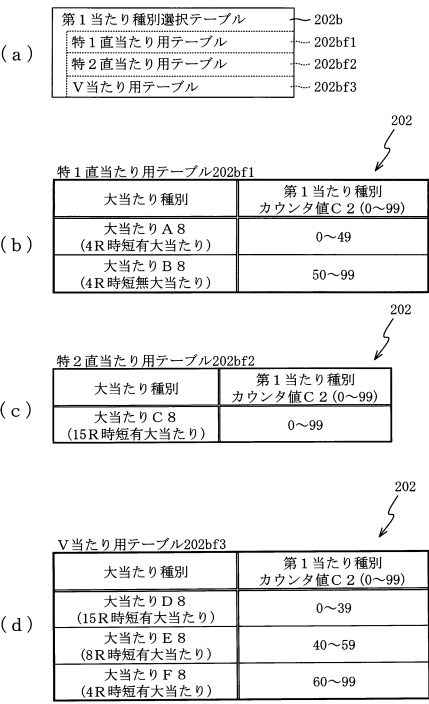 (a)
第１当たり種別選択テーブル 202b
特１直当たり用テーブル 202bf1
特２直当たり用テーブル 202bf2
Ｖ当たり用テーブル 202bf3
202
特１直当たり用テーブル202bf1
(b)
大当たり種別 第１当たり種別
カウンタ値Ｃ２(0～99)
大当たりＡ８
(4Ｒ時短有大当たり) 0～49
大当たりＢ８
(4Ｒ時短無大当たり) 50～99
202
特２直当たり用テーブル202bf2
(c)
大当たり種別 第１当たり種別
カウンタ値Ｃ２(0～99)
大当たりＣ８
(15Ｒ時短有大当たり) 0～99
202
Ｖ当たり用テーブル202bf3
(d)
大当たり種別 第１当たり種別
カウンタ値Ｃ２(0～99)
大当たりＤ８
(15Ｒ時短有大当たり) 0～39
大当たりＥ８
(8Ｒ時短有大当たり) 40～59
大当たりＦ８
(4Ｒ時短有大当たり) 60～99